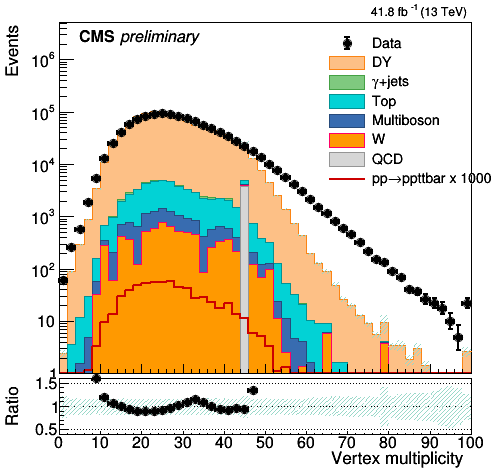 41.8 fb⁻¹ (13 TeV)
CMS preliminary
Events
10⁶
10⁵
10⁴
10³
10²
10
1
Data
DY
γ+jets
Top
Multiboson
W
QCD
pp→ppttbar x 1000
Ratio
1.5
1
0.5
0 10 20 30 40 50 60 70 80 90 100
Vertex multiplicity